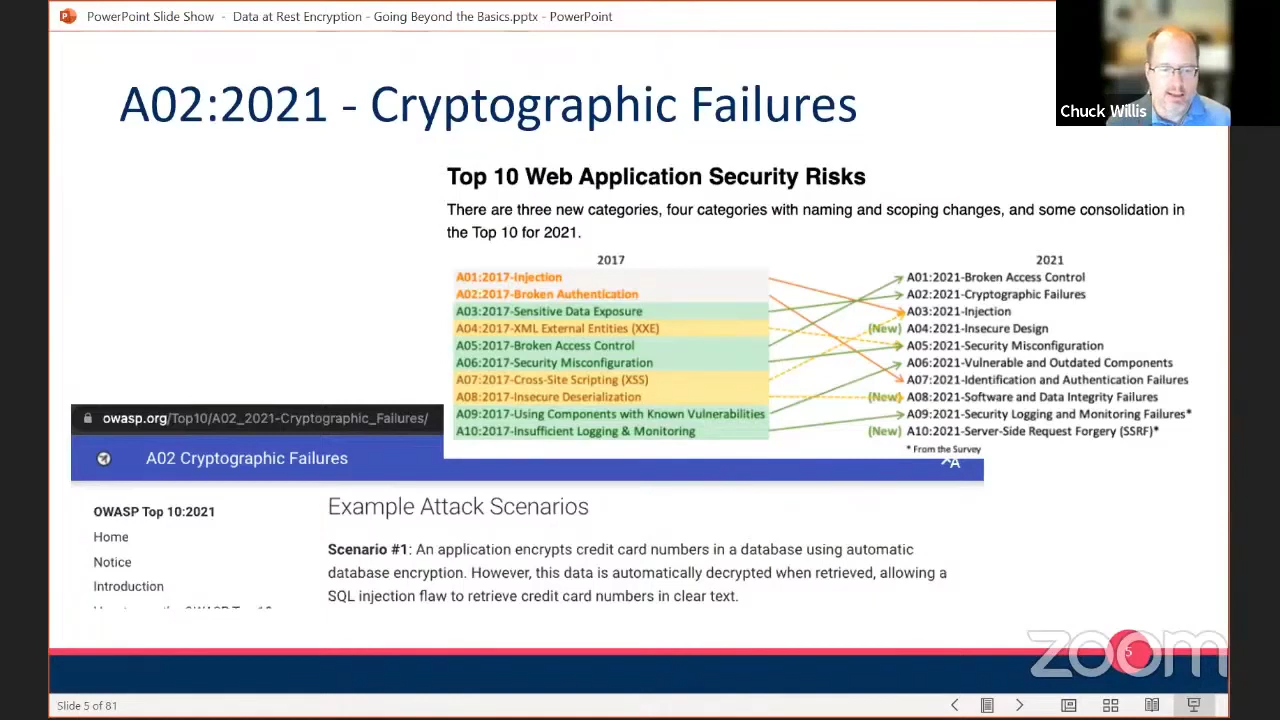 PowerPoint Slide Show - Data at Rest Encryption - Going Beyond the Basics.pptx - PowerPoint
Chuck Willis
A02:2021 - Cryptographic Failures
Top 10 Web Application Security Risks
There are three new categories, four categories with naming and scoping changes, and some consolidation in
the Top 10 for 2021.
2017
2021
A01:2017-Injection
A02:2017-Broken Authentication
A03:2017-Sensitive Data Exposure
A04:2017-XML External Entities (XXE)
A05:2017-Broken Access Control
A06:2017-Security Misconfiguration
A07:2017-Cross-Site Scripting (XSS)
A08:2017-Insecure Deserialization
A09:2017-Using Components with Known Vulnerabilities
A10:2017-Insufficient Logging & Monitoring
A01:2021-Broken Access Control
A02:2021-Cryptographic Failures
A03:2021-Injection
(New) A04:2021-Insecure Design
A05:2021-Security Misconfiguration
A06:2021-Vulnerable and Outdated Components
A07:2021-Identification and Authentication Failures
(New) A08:2021-Software and Data Integrity Failures
A09:2021-Security Logging and Monitoring Failures*
(New) A10:2021-Server-Side Request Forgery (SSRF)*
* From the Survey
owasp.org/Top10/A02_2021-Cryptographic_Failures/
A02 Cryptographic Failures
OWASP Top 10:2021
Home
Notice
Introduction
Example Attack Scenarios
Scenario #1: An application encrypts credit card numbers in a database using automatic
database encryption. However, this data is automatically decrypted when retrieved, allowing a
SQL injection flaw to retrieve credit card numbers in clear text.
5
zoom
Slide 5 of 81